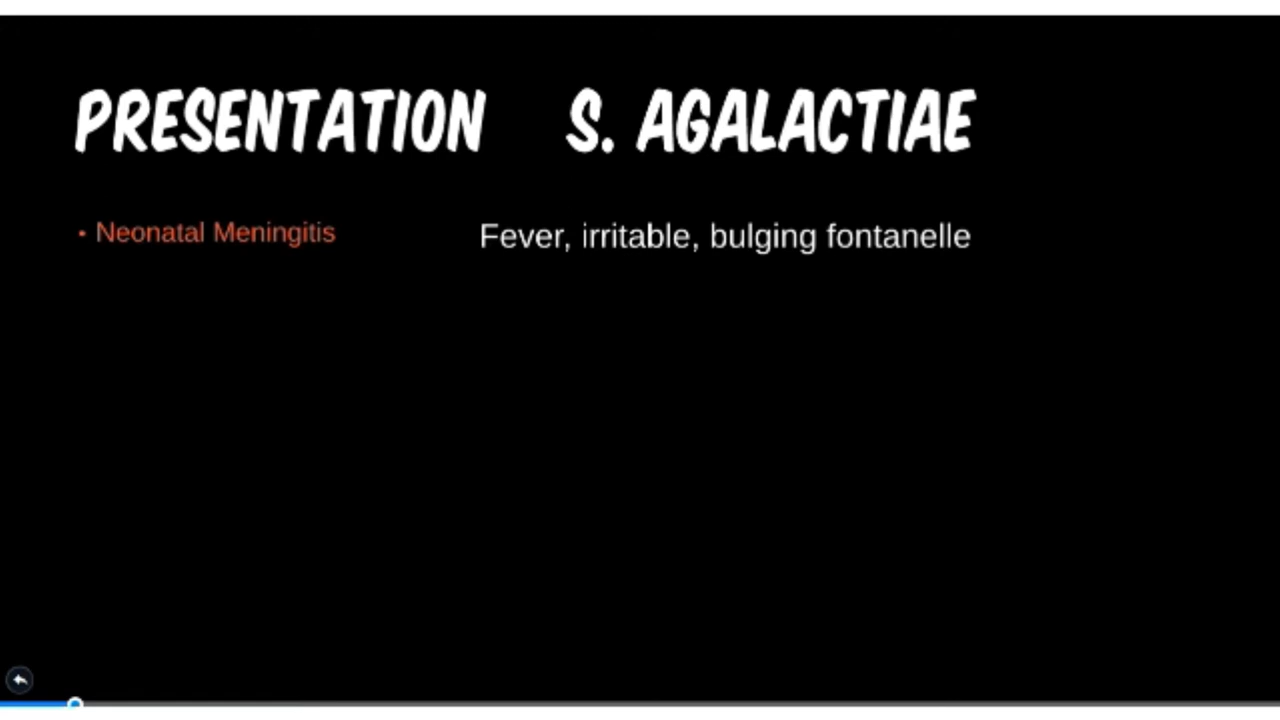 PRESENTATION S. AGALACTIAE
• Neonatal Meningitis
Fever, irritable, bulging fontanelle